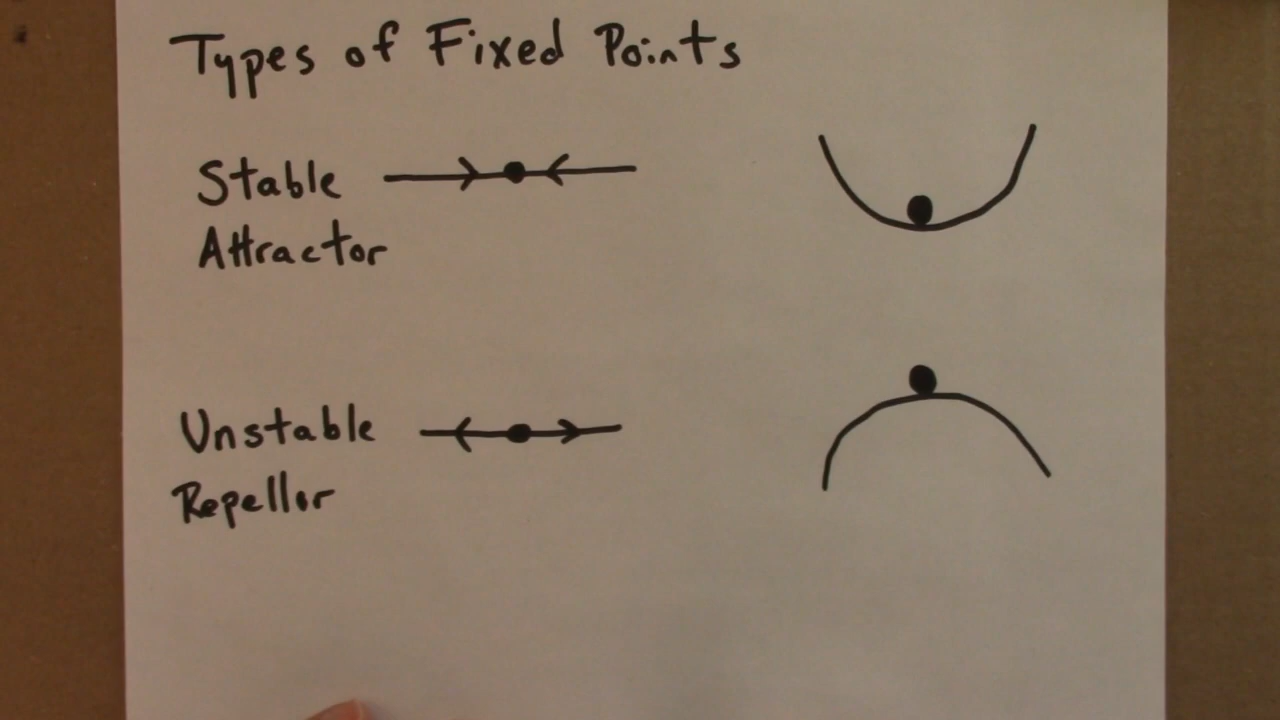 Types of Fixed Points
Stable
Attractor
Unstable
Repellor